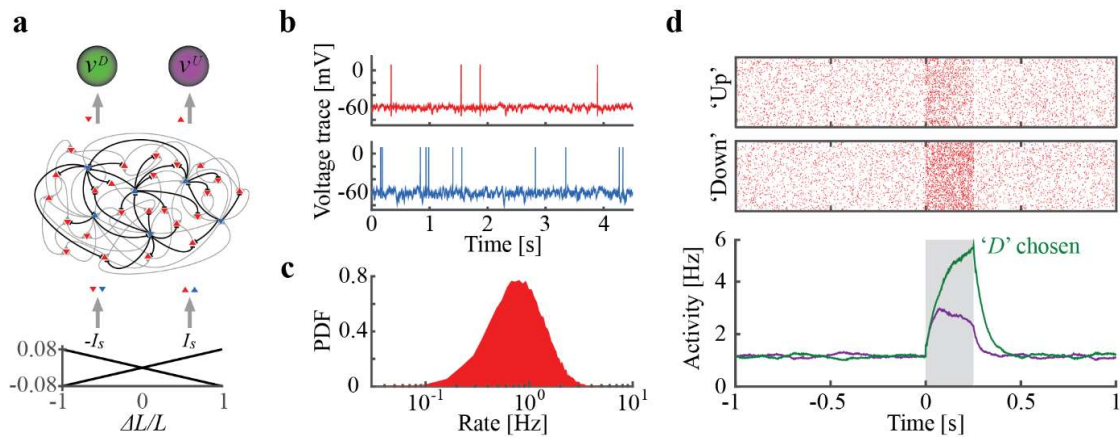 a
v^D
v^U
-I_s
I_s
0.08
-0.08
-1
0
1
ΔL/L
b
Voltage trace [mV]
0
-60
0
-60
0
1
2
3
4
Time [s]
c
PDF
0.8
0.4
0
10^-1
10^0
10^1
Rate [Hz]
d
'Up'
'Down'
Activity [Hz]
6
4
2
0
'D' chosen
-1
-0.5
0
0.5
1
Time [s]